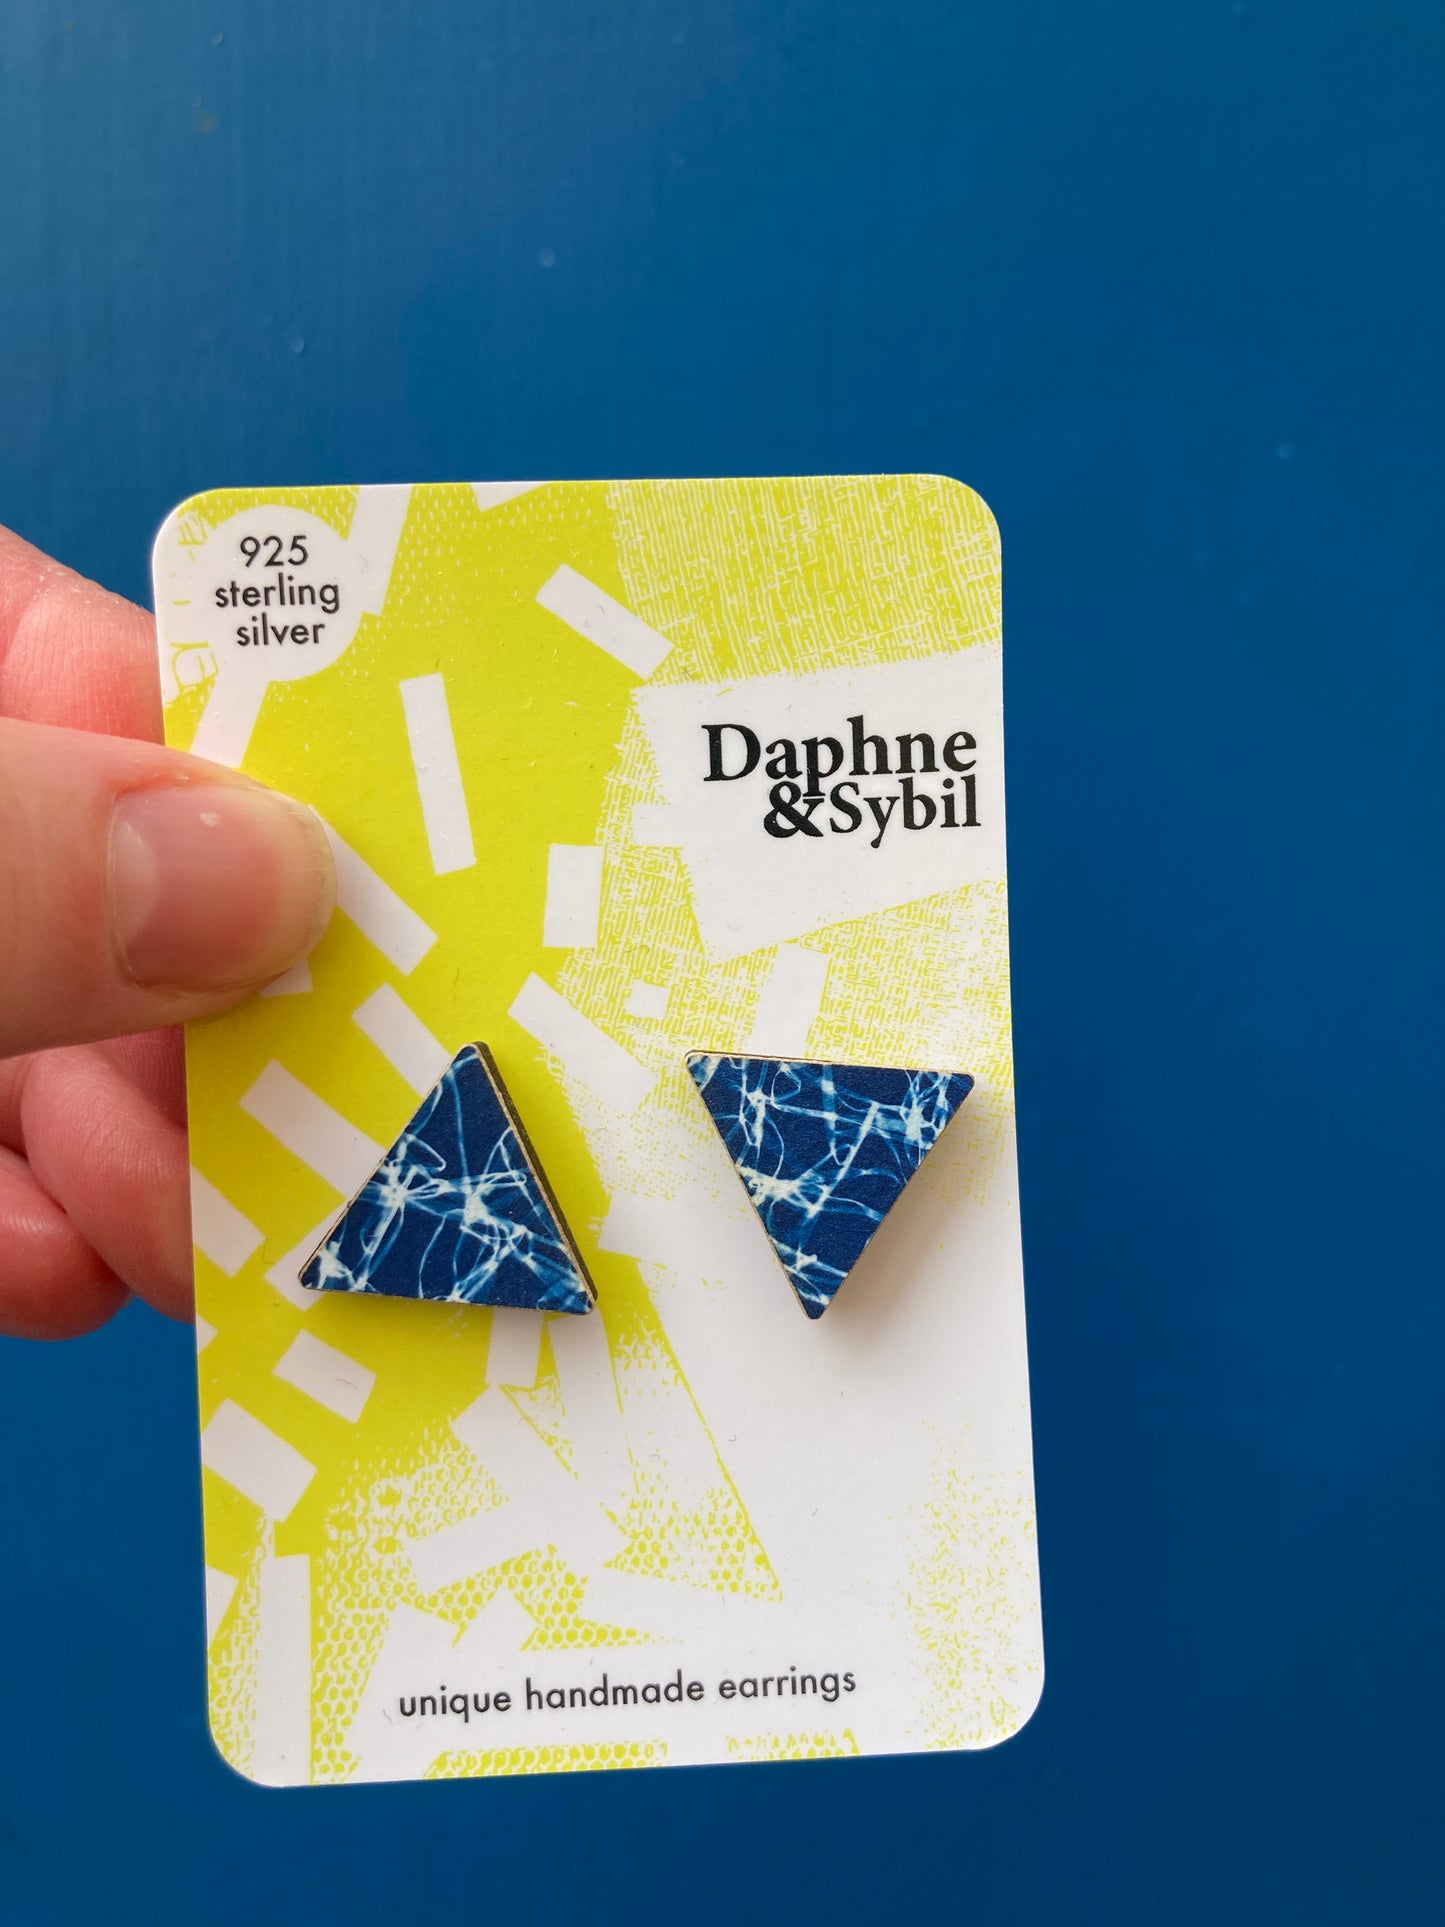 925
sterling
silver
Daphne
&Sybil
unique handmade earrings